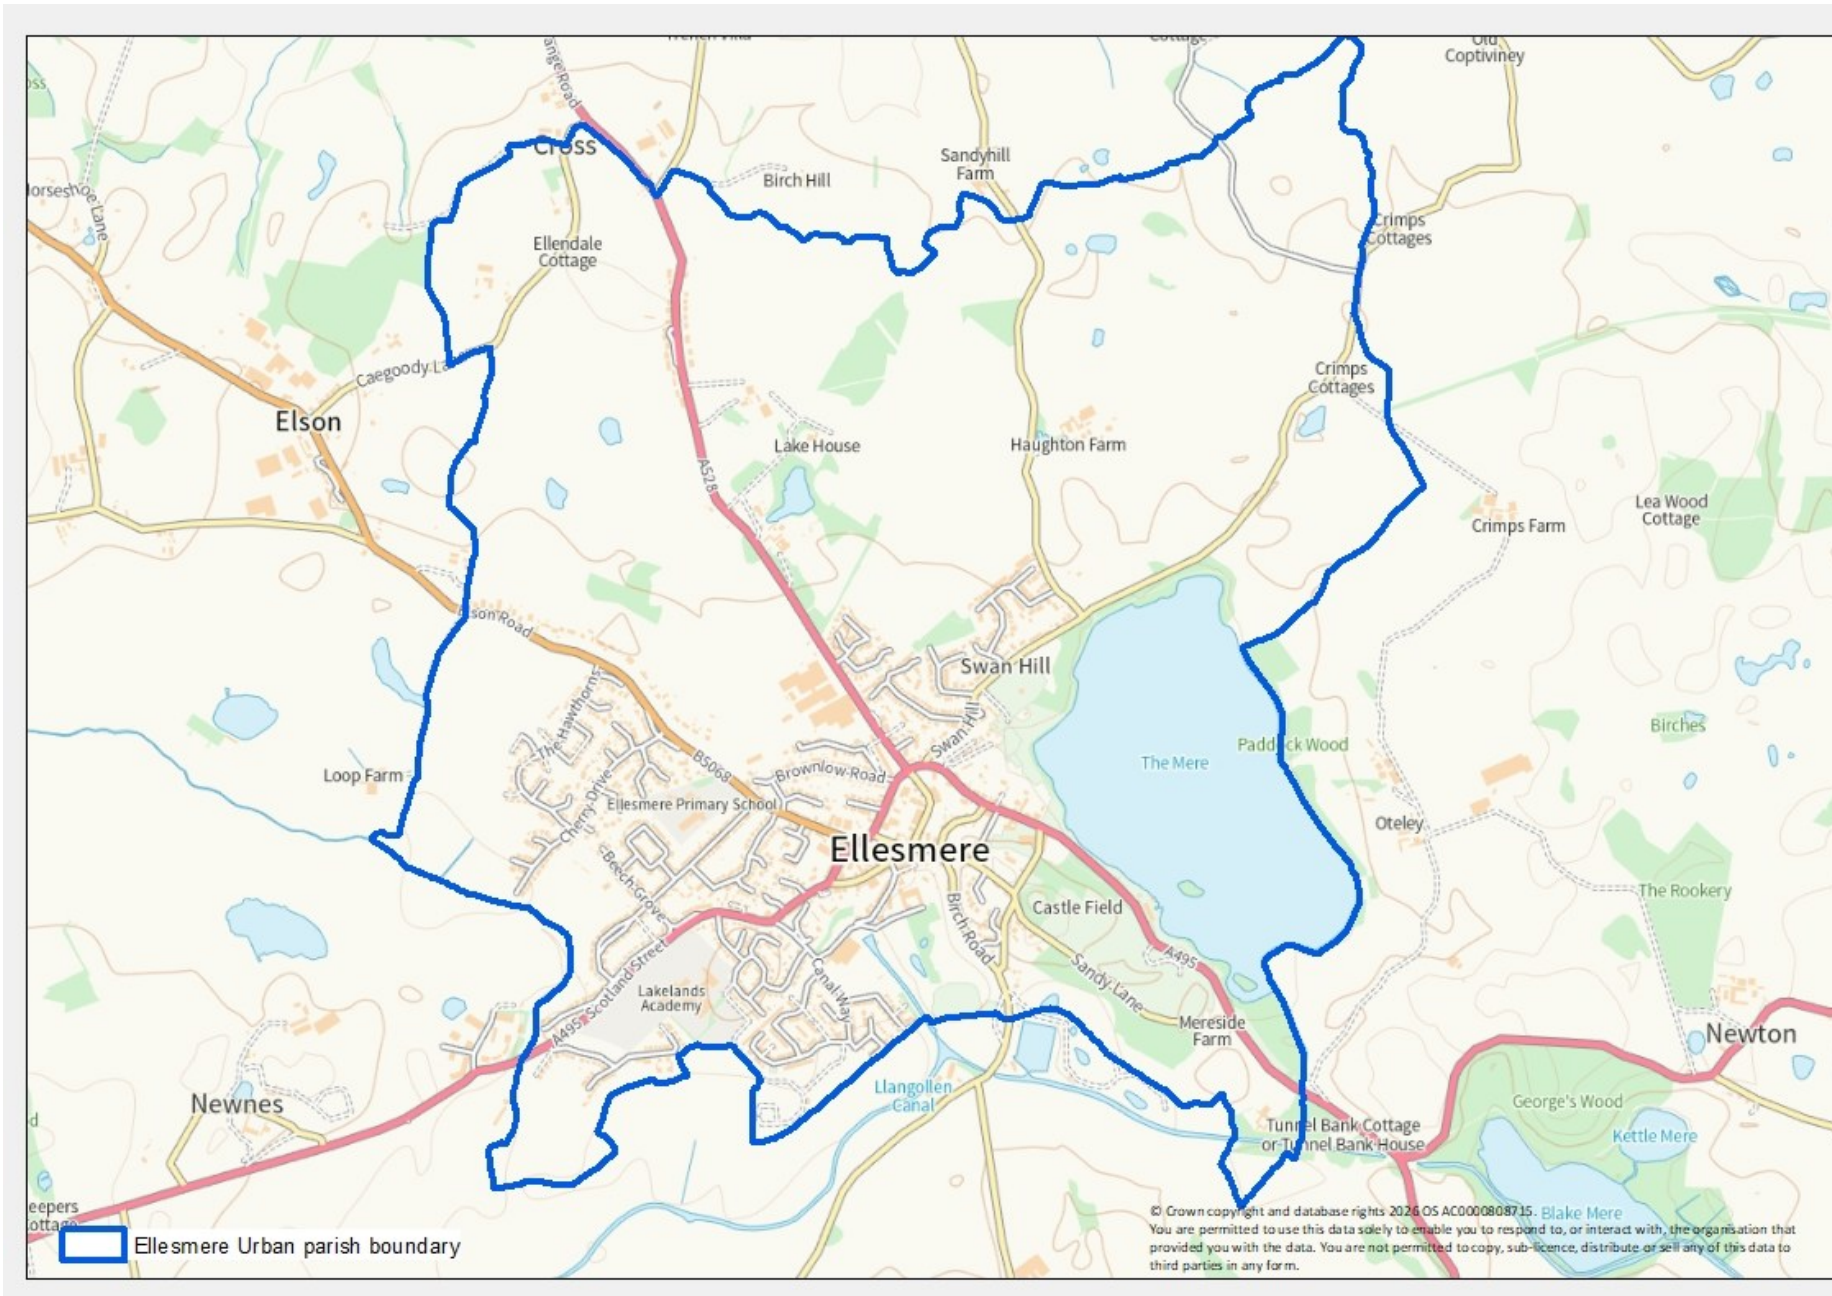 Old
Coptiviney
Cross
Sandyhill
Farm
Birch Hill
Horseshoe Lane
Crimps
Cottages
Ellendale
Cottage
Caegoody La
Crimps
Cottages
Elson
Lake House
Haughton Farm
A528
Lea Wood
Cottage
Crimps Farm
Elson Road
Swan Hill
The Hawthorns
Swan Hill
Birches
Paddock Wood
The Mere
Loop Farm
B5068
Brownlow Road
Cherry Drive
Ellesmere Primary School
Oteley
Ellesmere
Beech Grove
The Rookery
Castle Field
Birch Road
A495
Scotland Street
Lakelands
Academy
Canal Way
Sandy Lane
A495
Mereside
Farm
Newton
Llangollen
Canal
Newnes
George's Wood
Tunnel Bank Cottage
or Tunnel Bank House
Kettle Mere
Blake Mere
eepers
ottage
Ellesmere Urban parish boundary
© Crown copyright and database rights 2026 OS AC0000808715.
You are permitted to use this data solely to enable you to respond to, or interact with, the organisation that
provided you with the data. You are not permitted to copy, sub-licence, distribute or sell any of this data to
third parties in any form.